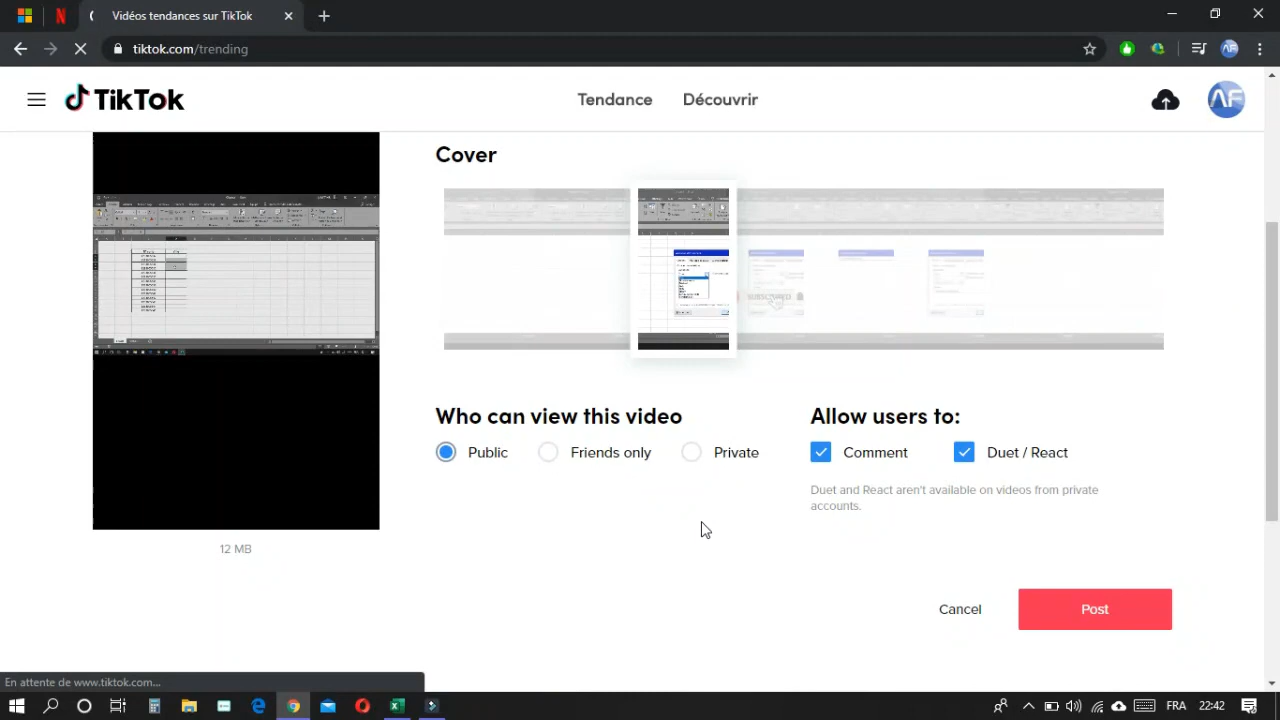 Vidéos tendances sur TikTok
tiktok.com/trending
TikTok
Tendance
Découvrir
AF
Cover
Who can view this video
Allow users to:
Public
Friends only
Private
Comment
Duet / React
Duet and React aren't available on videos from private
accounts.
12 MB
Cancel
Post
En attente de www.tiktok.com...
FRA
22:42